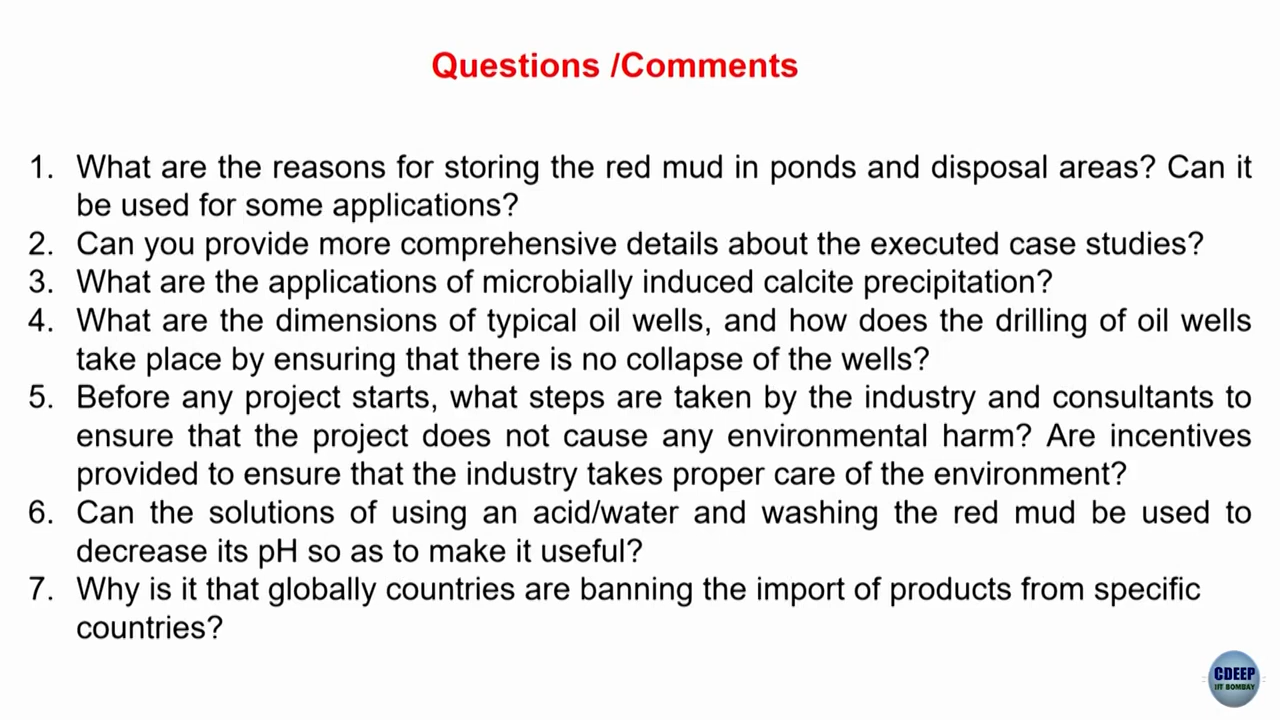 Questions /Comments
1. What are the reasons for storing the red mud in ponds and disposal areas? Can it
be used for some applications?
2. Can you provide more comprehensive details about the executed case studies?
3. What are the applications of microbially induced calcite precipitation?
4. What are the dimensions of typical oil wells, and how does the drilling of oil wells
take place by ensuring that there is no collapse of the wells?
5. Before any project starts, what steps are taken by the industry and consultants to
ensure that the project does not cause any environmental harm? Are incentives
provided to ensure that the industry takes proper care of the environment?
6. Can the solutions of using an acid/water and washing the red mud be used to
decrease its pH so as to make it useful?
7. Why is it that globally countries are banning the import of products from specific
countries?
CDEEP
IIT BOMBAY